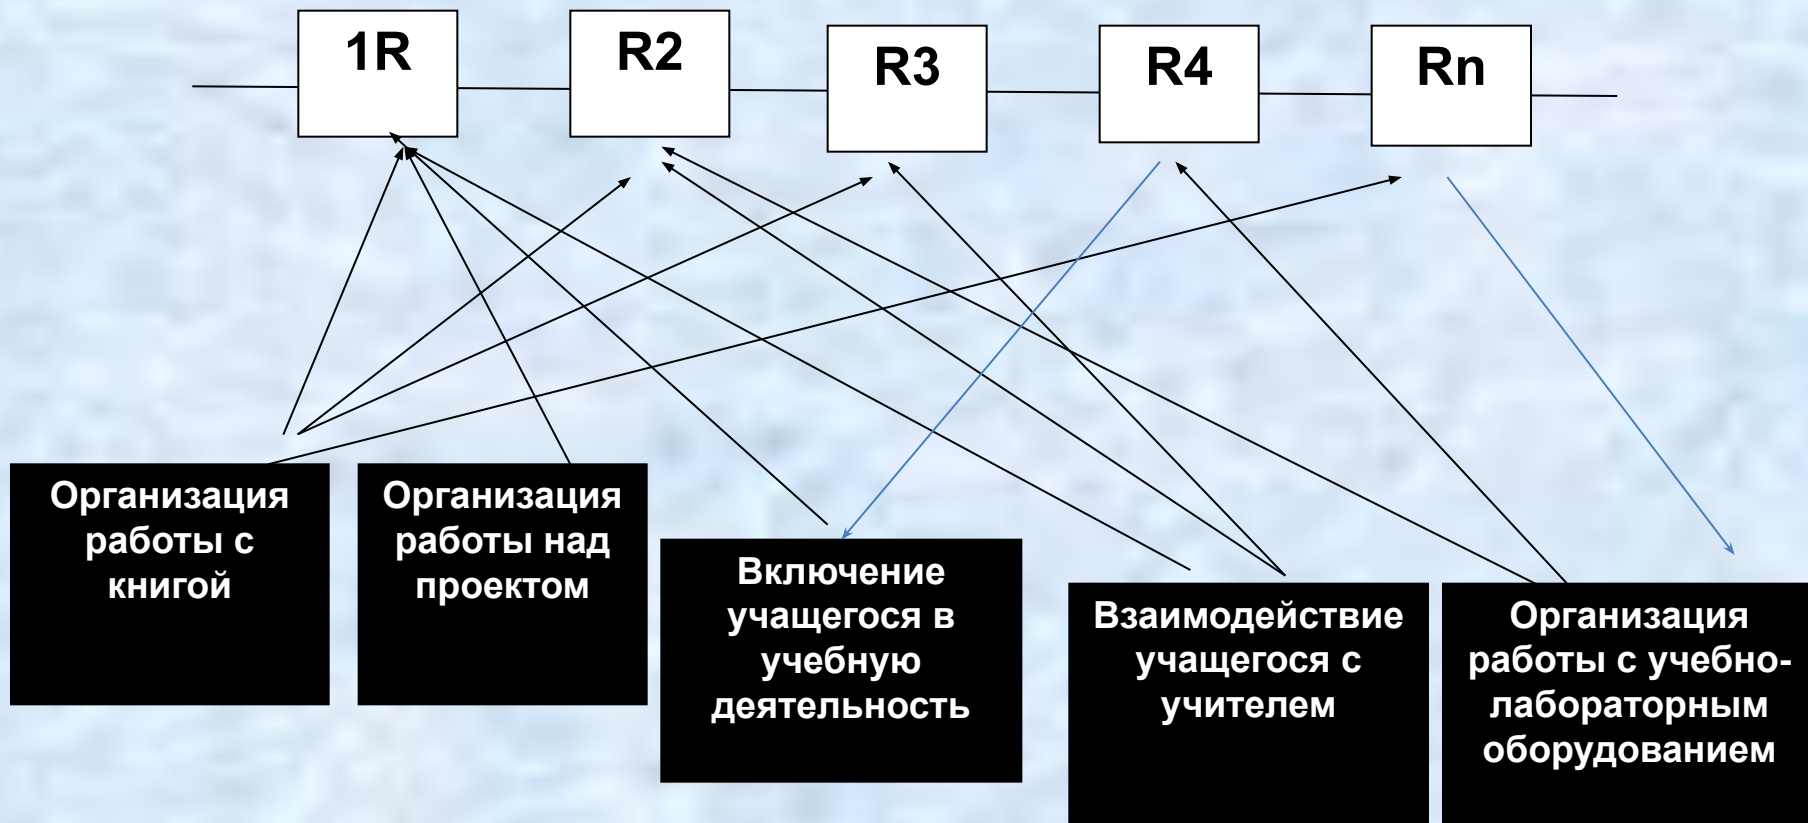 1R
R2
R3
R4
Rn
Организация
работы с
книгой
Организация
работы над
проектом
Включение
учащегося в
учебную
деятельность
Взаимодействие
учащегося с
учителем
Организация
работы с учебно-
лабораторным
оборудованием